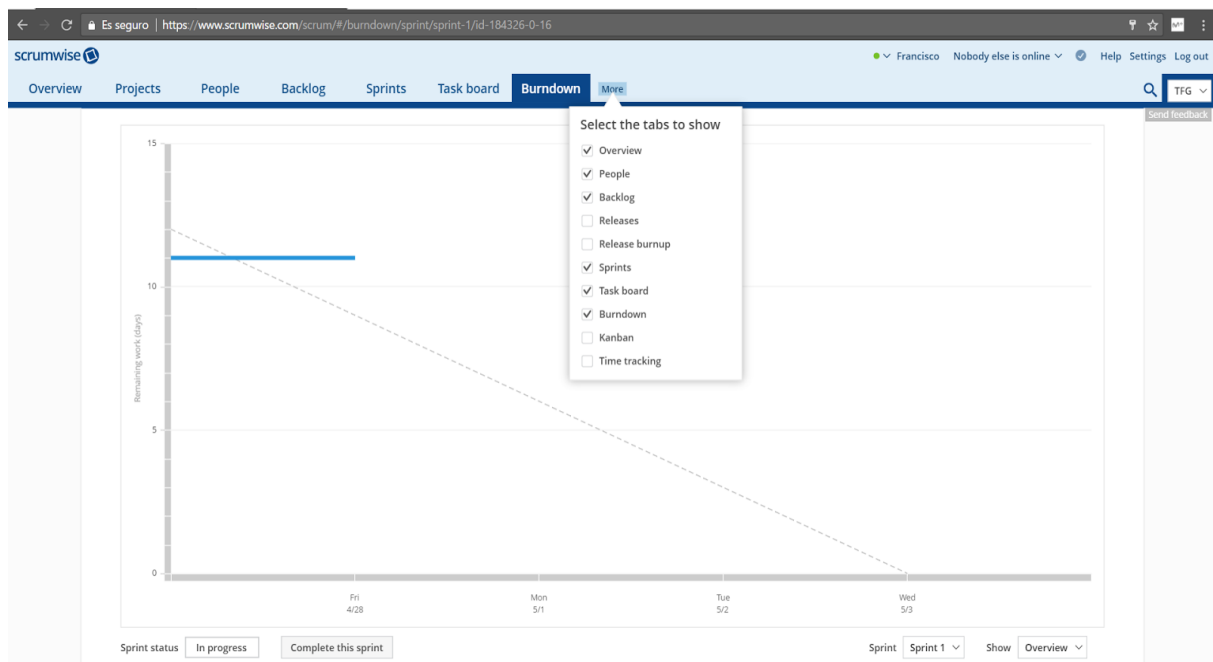 Es seguro | https://www.scrumwise.com/scrum/#/burndown/sprint/sprint-1/id-184326-0-16
scrumwise Francisco Nobody else is online Help Settings Log out
Overview Projects People Backlog Sprints Task board Burndown More TFG
Send feedback
Select the tabs to show
Overview
People
Backlog
Releases
Release burnup
Sprints
Task board
Burndown
Kanban
Time tracking
15
10
5
0
Remaining work (days)
Fri Mon Tue Wed
4/28 5/1 5/2 5/3
Sprint status In progress Complete this sprint Sprint Sprint 1 Show Overview